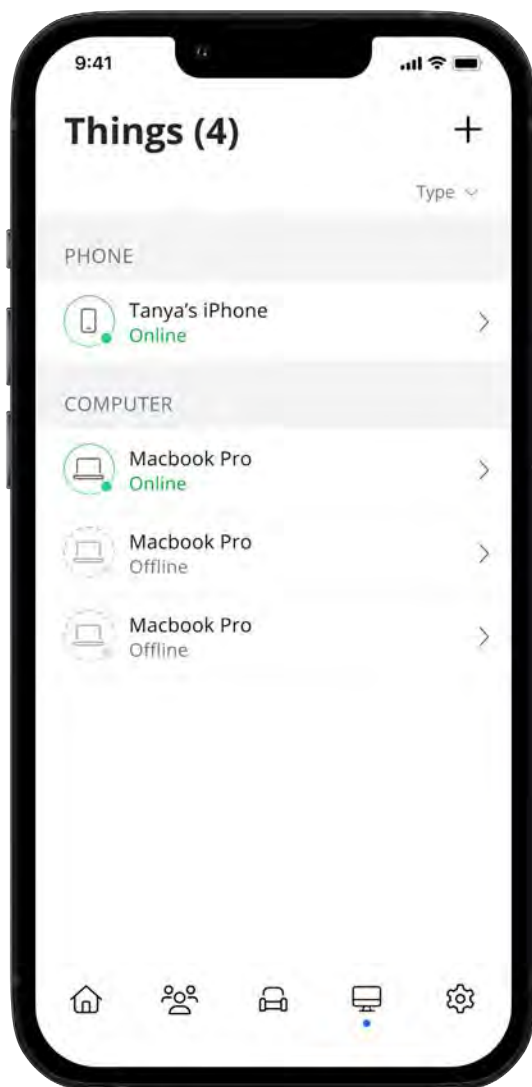 9:41
Things (4)
Type
PHONE
Tanya’s iPhone
Online
COMPUTER
Macbook Pro
Online
Macbook Pro
Offline
Macbook Pro
Offline